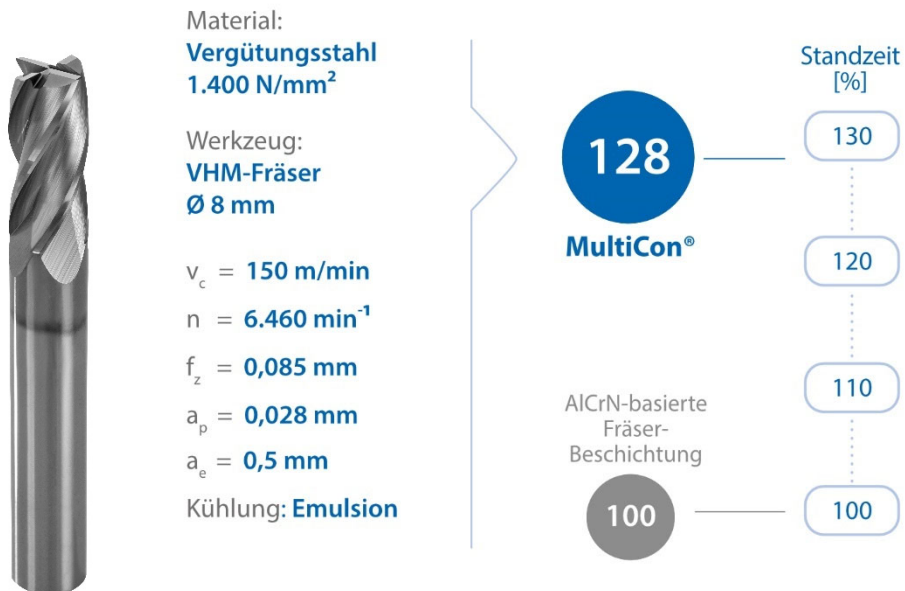 Material:
Vergütungsstahl
1.400 N/mm²
Werkzeug:
VHM-Fräser
Ø 8 mm
v꜀ = 150 m/min
n = 6.460 min⁻¹
f_z = 0,085 mm
aₚ = 0,028 mm
aₑ = 0,5 mm
Kühlung: Emulsion
128
MultiCon®
AlCrN-basierte
Fräser-
Beschichtung
100
Standzeit
[%]
130
120
110
100